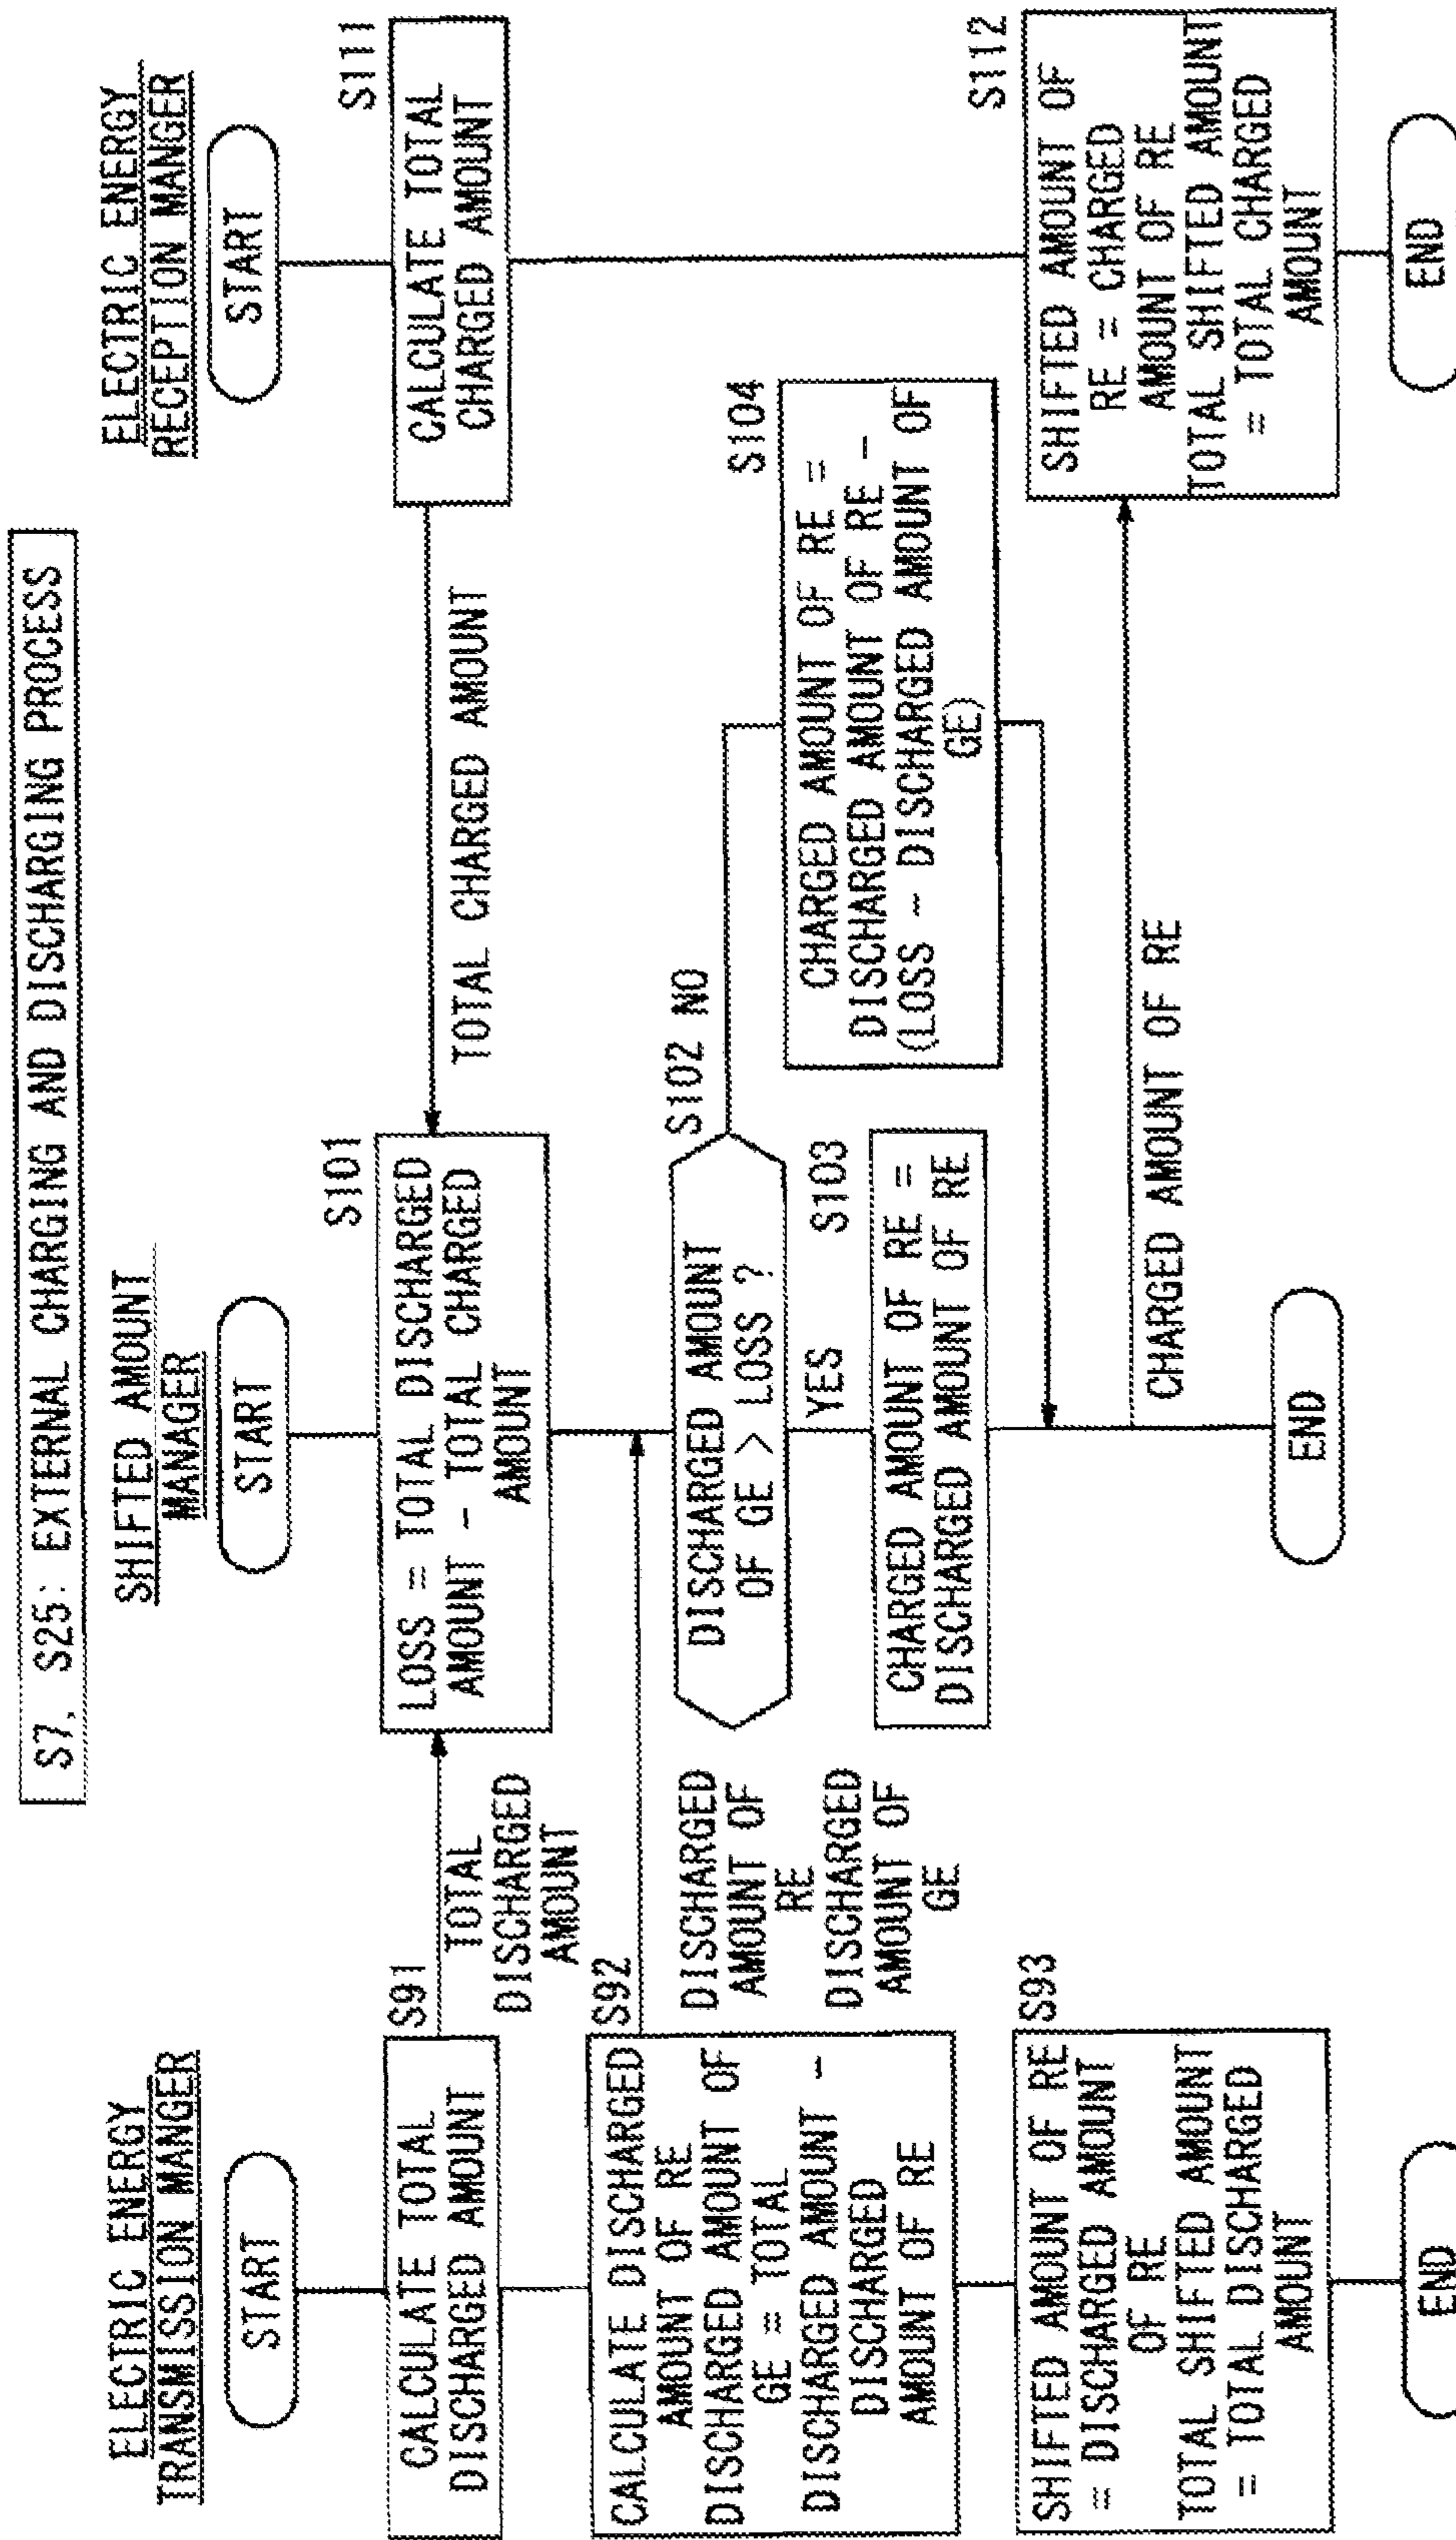 S7, S25: EXTERNAL CHARGING AND DISCHARGING PROCESS
ELECTRIC ENERGY
TRANSMISSION MANGER
START
CALCULATE TOTAL
DISCHARGED AMOUNT
S91
TOTAL
DISCHARGED
AMOUNT
CALCULATE DISCHARGED
AMOUNT OF RE
DISCHARGED AMOUNT OF
GE = TOTAL
DISCHARGED AMOUNT -
DISCHARGED
AMOUNT OF RE
S92
DISCHARGED
AMOUNT OF
RE
DISCHARGED
AMOUNT OF
GE
SHIFTED AMOUNT OF RE
= DISCHARGED AMOUNT
OF RE
TOTAL SHIFTED AMOUNT
= TOTAL DISCHARGED
AMOUNT
S93
END
SHIFTED AMOUNT
MANAGER
START
S101
LOSS = TOTAL DISCHARGED
AMOUNT - TOTAL CHARGED
AMOUNT
S102 NO
DISCHARGED AMOUNT
OF GE > LOSS ?
YES
S103
CHARGED AMOUNT OF RE =
DISCHARGED AMOUNT OF RE
S104
CHARGED AMOUNT OF RE =
DISCHARGED AMOUNT OF RE -
(LOSS - DISCHARGED AMOUNT OF
GE)
CHARGED AMOUNT OF RE
END
ELECTRIC ENERGY
RECEPTION MANGER
START
S111
CALCULATE TOTAL
CHARGED AMOUNT
TOTAL CHARGED AMOUNT
S112
SHIFTED AMOUNT OF
RE = CHARGED
AMOUNT OF RE
TOTAL SHIFTED AMOUNT
= TOTAL CHARGED
AMOUNT
END